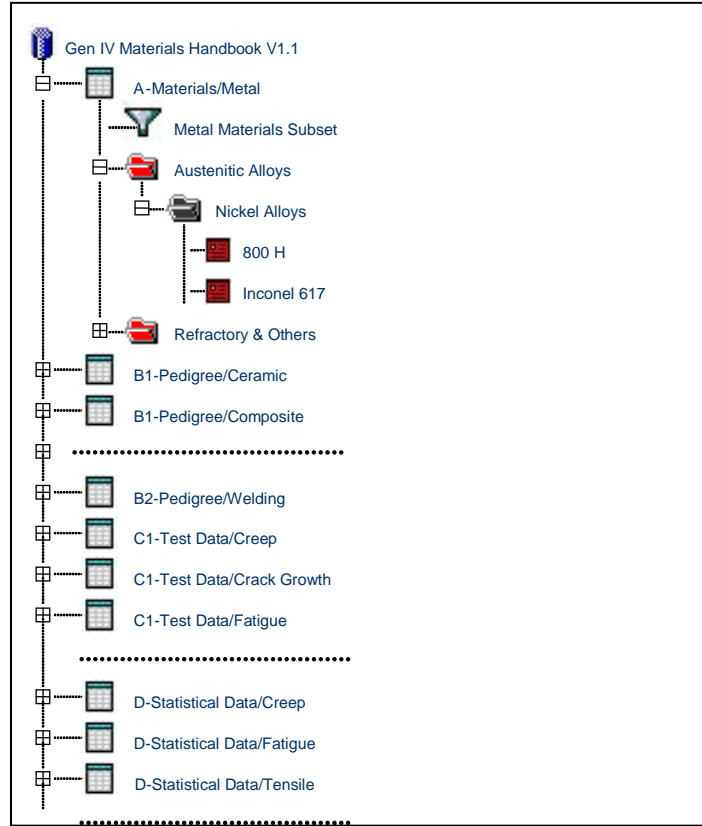 Gen IV Materials Handbook V1.1
A-Materials/Metal
Metal Materials Subset
Austenitic Alloys
Nickel Alloys
800 H
Inconel 617
Refractory & Others
B1-Pedigree/Ceramic
B1-Pedigree/Composite
B2-Pedigree/Welding
C1-Test Data/Creep
C1-Test Data/Crack Growth
C1-Test Data/Fatigue
D-Statistical Data/Creep
D-Statistical Data/Fatigue
D-Statistical Data/Tensile